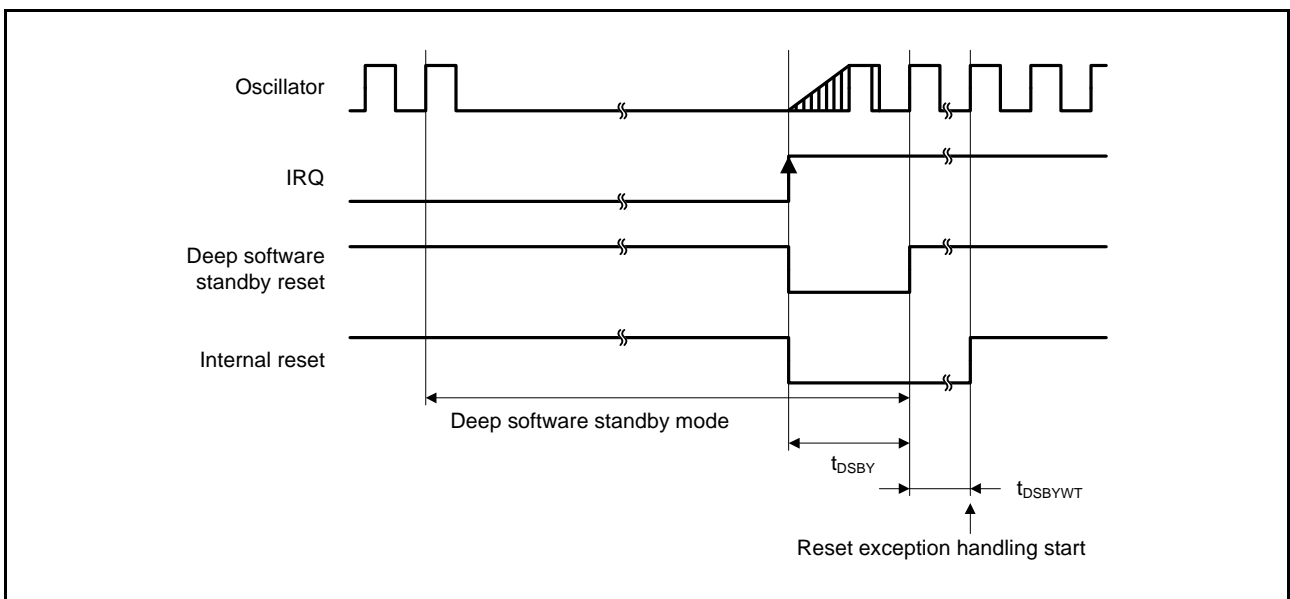 Oscillator
IRQ
Deep software
standby reset
Internal reset
Deep software standby mode
tDSBY
tDSBYWT
Reset exception handling start